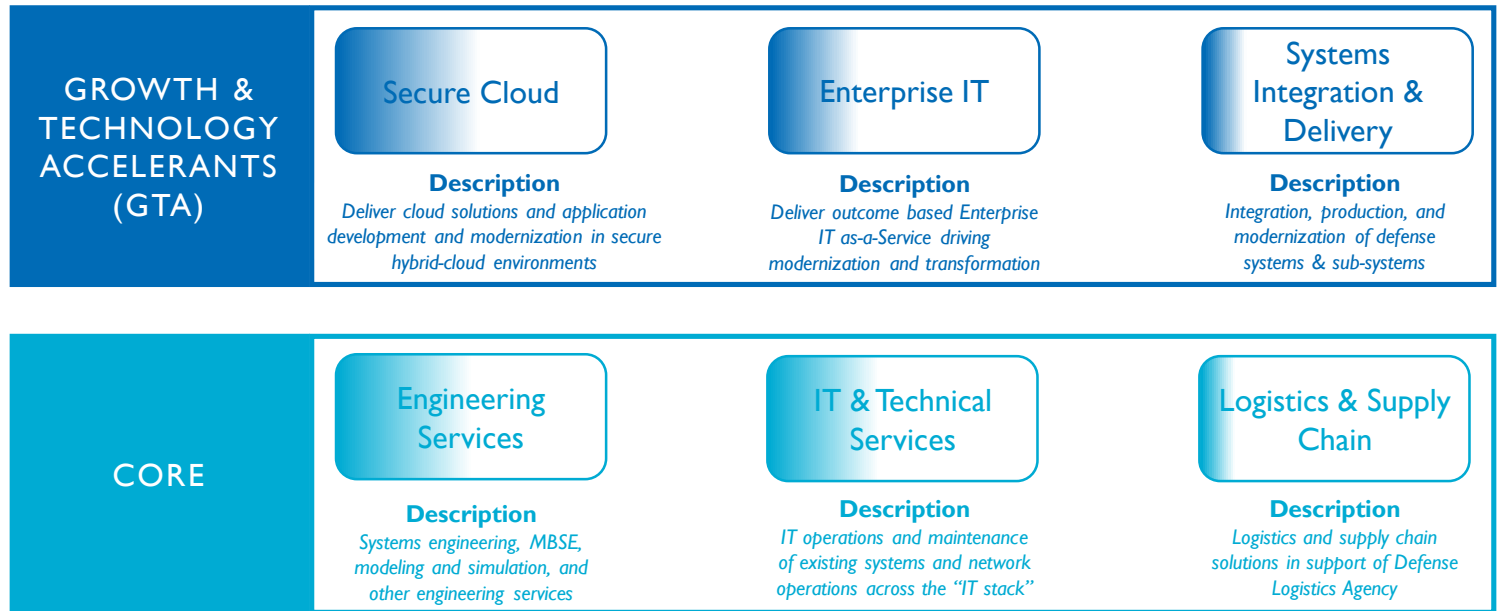 GROWTH &
TECHNOLOGY
ACCELERANTS
(GTA)
Secure Cloud
Description
Deliver cloud solutions and application
development and modernization in secure
hybrid-cloud environments
Enterprise IT
Description
Deliver outcome based Enterprise
IT as-a-Service driving
modernization and transformation
Systems
Integration &
Delivery
Description
Integration, production, and
modernization of defense
systems & sub-systems
CORE
Engineering
Services
Description
Systems engineering, MBSE,
modeling and simulation, and
other engineering services
IT & Technical
Services
Description
IT operations and maintenance
of existing systems and network
operations across the “IT stack”
Logistics & Supply
Chain
Description
Logistics and supply chain
solutions in support of Defense
Logistics Agency